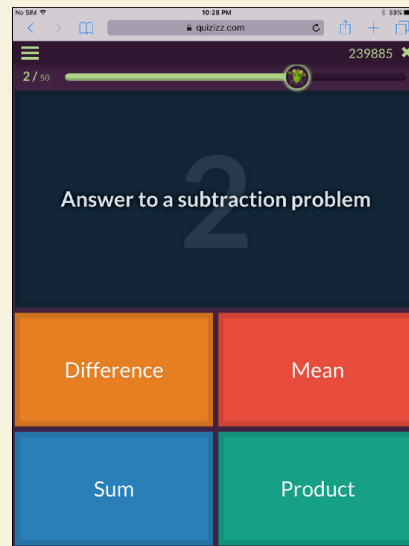 No SIM 10:28 PM 89%
quizizz.com
239885
2/50
2
Answer to a subtraction problem
Difference Mean
Sum Product